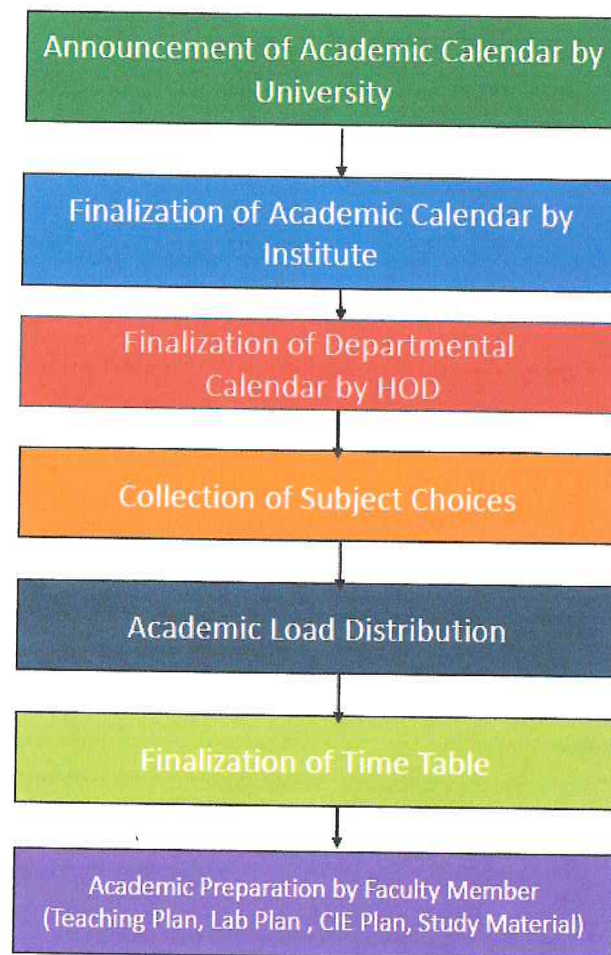 Announcement of Academic Calendar by
University
Finalization of Academic Calendar by
Institute
Finalization of Departmental
Calendar by HOD
Collection of Subject Choices
Academic Load Distribution
Finalization of Time Table
Academic Preparation by Faculty Member
(Teaching Plan, Lab Plan , CIE Plan, Study Material)